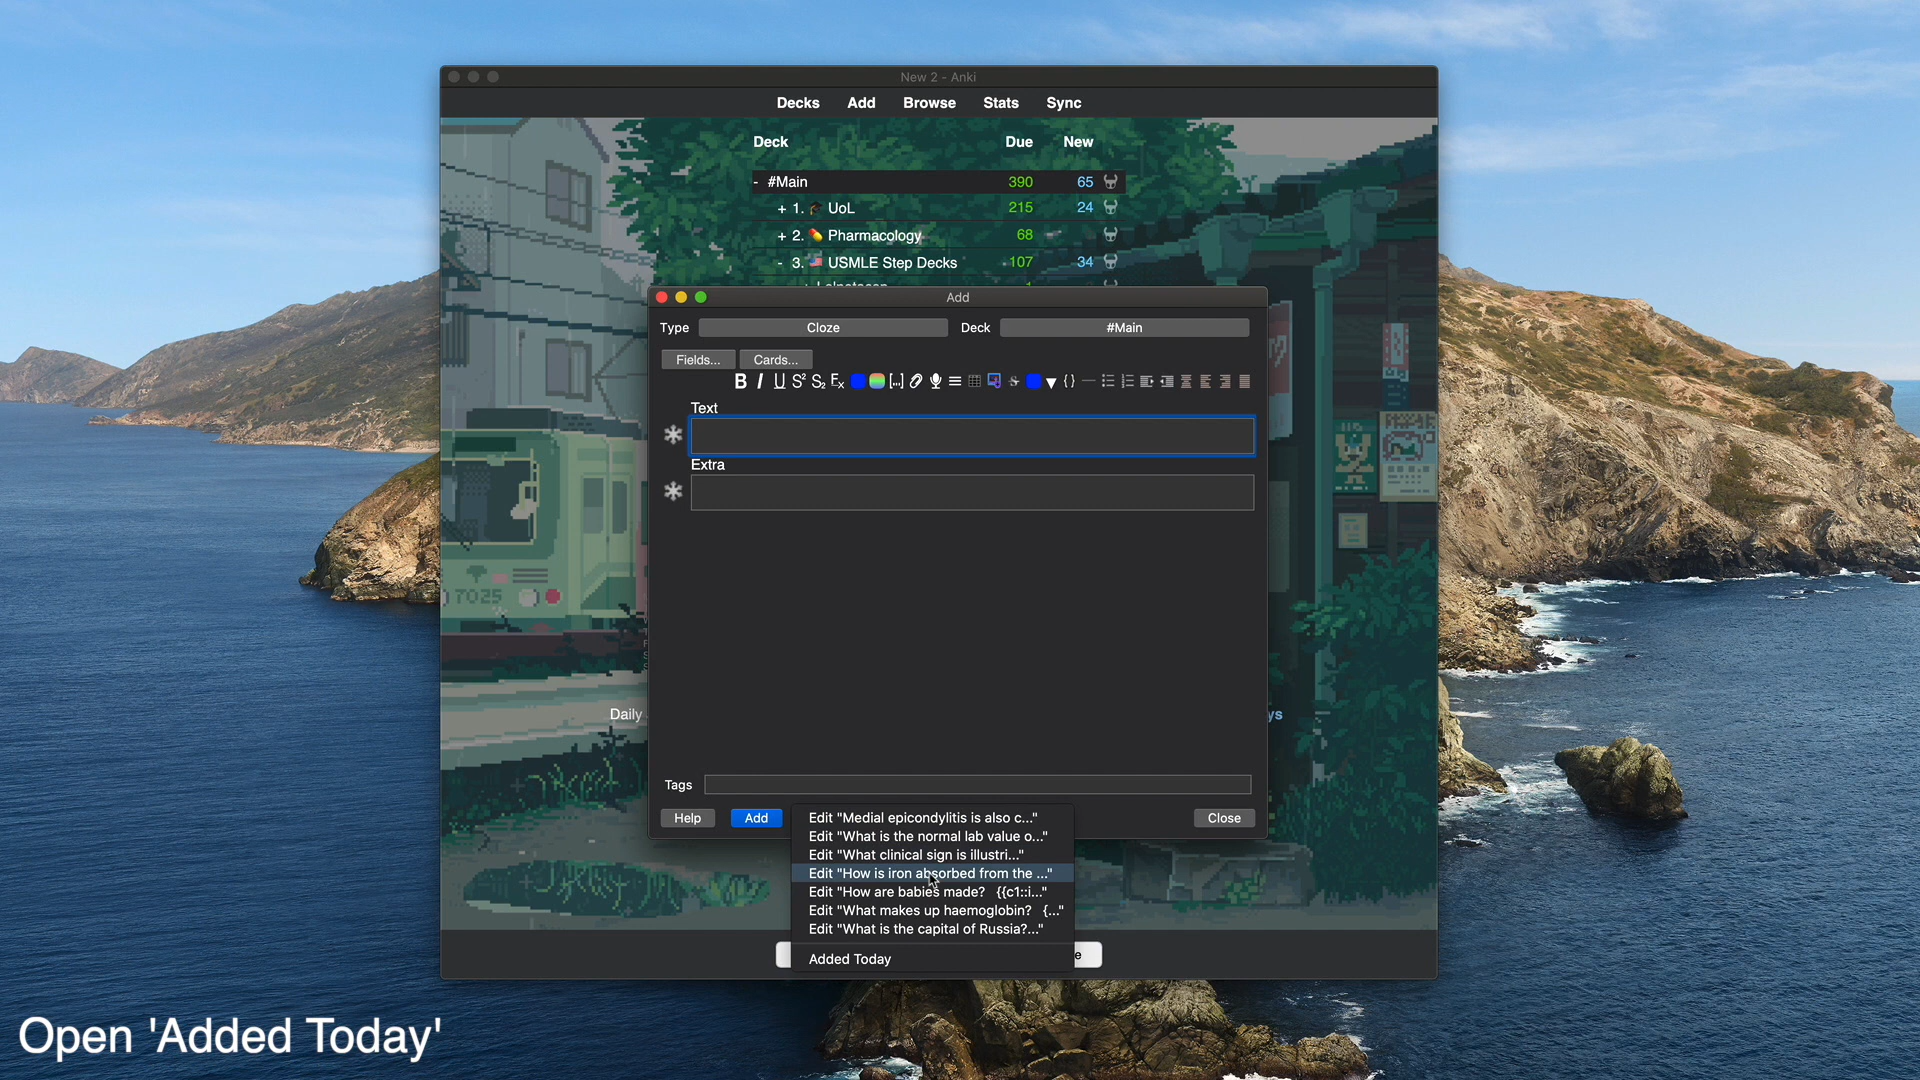 New 2 - Anki
Decks Add Browse Stats Sync
Deck Due New
- #Main 390 65
+ 1. UoL 215 24
+ 2. Pharmacology 68
- 3. USMLE Step Decks 107 34
Add
Type Cloze Deck #Main
Fields... Cards...
Text
Extra
7025
Daily
ys
Tags
Help Add Close
Edit "Medial epicondylitis is also c..."
Edit "What is the normal lab value o..."
Edit "What clinical sign is illustri..."
Edit "How is iron absorbed from the ..."
Edit "How are babies made? {{c1::i..."
Edit "What makes up haemoglobin? {..."
Edit "What is the capital of Russia?..."
Added Today
e
Open 'Added Today'